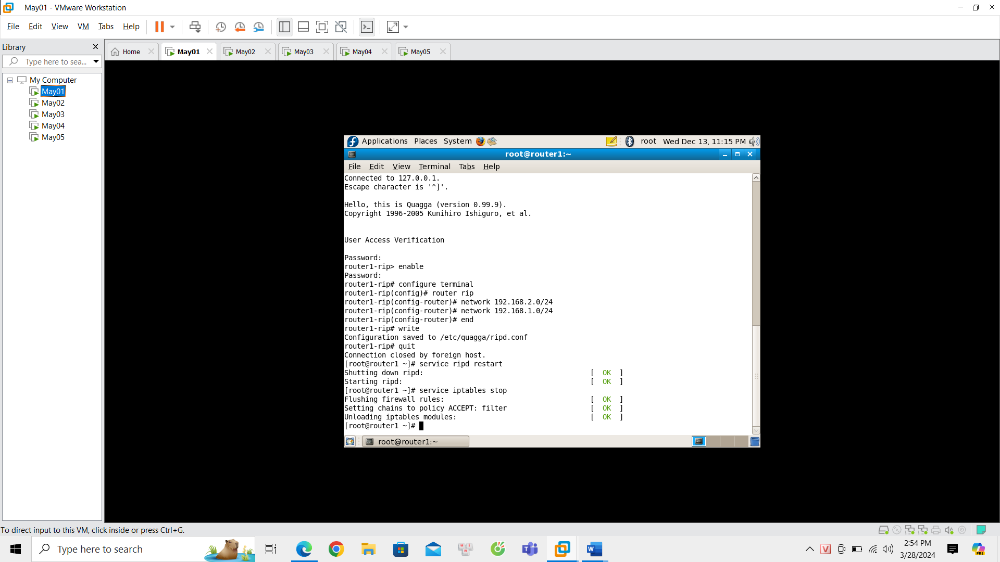 May01 - VMware Workstation
File Edit View VM Tabs Help
Library
Type here to sea...
Home May01 May02 May03 May04 May05
My Computer
May01
May02
May03
May04
May05
Applications Places System root Wed Dec 13, 11:15 PM
root@router1:~
File Edit View Terminal Tabs Help
Connected to 127.0.0.1.
Escape character is '^]'.
Hello, this is Quagga (version 0.99.9).
Copyright 1996-2005 Kunihiro Ishiguro, et al.
User Access Verification
Password:
router1-rip> enable
Password:
router1-rip# configure terminal
router1-rip(config)# router rip
router1-rip(config-router)# network 192.168.2.0/24
router1-rip(config-router)# network 192.168.1.0/24
router1-rip(config-router)# end
router1-rip# write
Configuration saved to /etc/quagga/ripd.conf
router1-rip# quit
Connection closed by foreign host.
[root@router1 ~]# service ripd restart
Shutting down ripd: [ OK ]
Starting ripd: [ OK ]
[root@router1 ~]# service iptables stop
Flushing firewall rules: [ OK ]
Setting chains to policy ACCEPT: filter [ OK ]
Unloading iptables modules: [ OK ]
[root@router1 ~]#
root@router1:~
To direct input to this VM, click inside or press Ctrl+G.
Type here to search
2:54 PM
3/28/2024
PRE